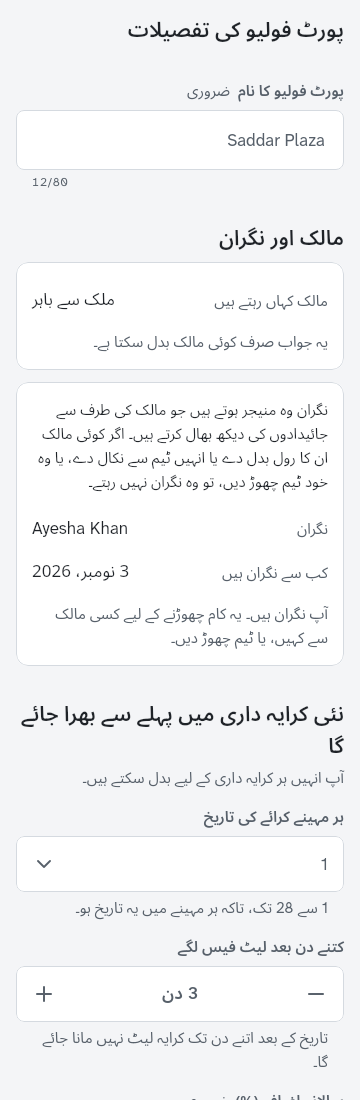 پورٹ فولیو کی تفصیلات
پورٹ فولیو کا نام ضروری
Saddar Plaza
12/80
مالک اور نگران
مالک کہاں رہتے ہیں
ملک سے باہر
یہ جواب صرف کوئی مالک بدل سکتا ہے۔
نگران وہ منیجر ہوتے ہیں جو مالک کی طرف سے
جائیدادوں کی دیکھ بھال کرتے ہیں۔ اگر کوئی مالک
ان کا رول بدل دے یا انہیں ٹیم سے نکال دے، یا وہ
خود ٹیم چھوڑ دیں، تو وہ نگران نہیں رہتے۔
نگران
Ayesha Khan
کب سے نگران ہیں
3 نومبر، 2026
آپ نگران ہیں۔ یہ کام چھوڑنے کے لیے کسی مالک
سے کہیں، یا ٹیم چھوڑ دیں۔
نئی کرایہ داری میں پہلے سے بھرا جائے
گا
آپ انہیں ہر کرایہ داری کے لیے بدل سکتے ہیں۔
ہر مہینے کرائے کی تاریخ
1
1 سے 28 تک، تاکہ ہر مہینے میں یہ تاریخ ہو۔
کتنے دن بعد لیٹ فیس لگے
3 دن
تاریخ کے بعد اتنے دن تک کرایہ لیٹ نہیں مانا جائے
گا۔